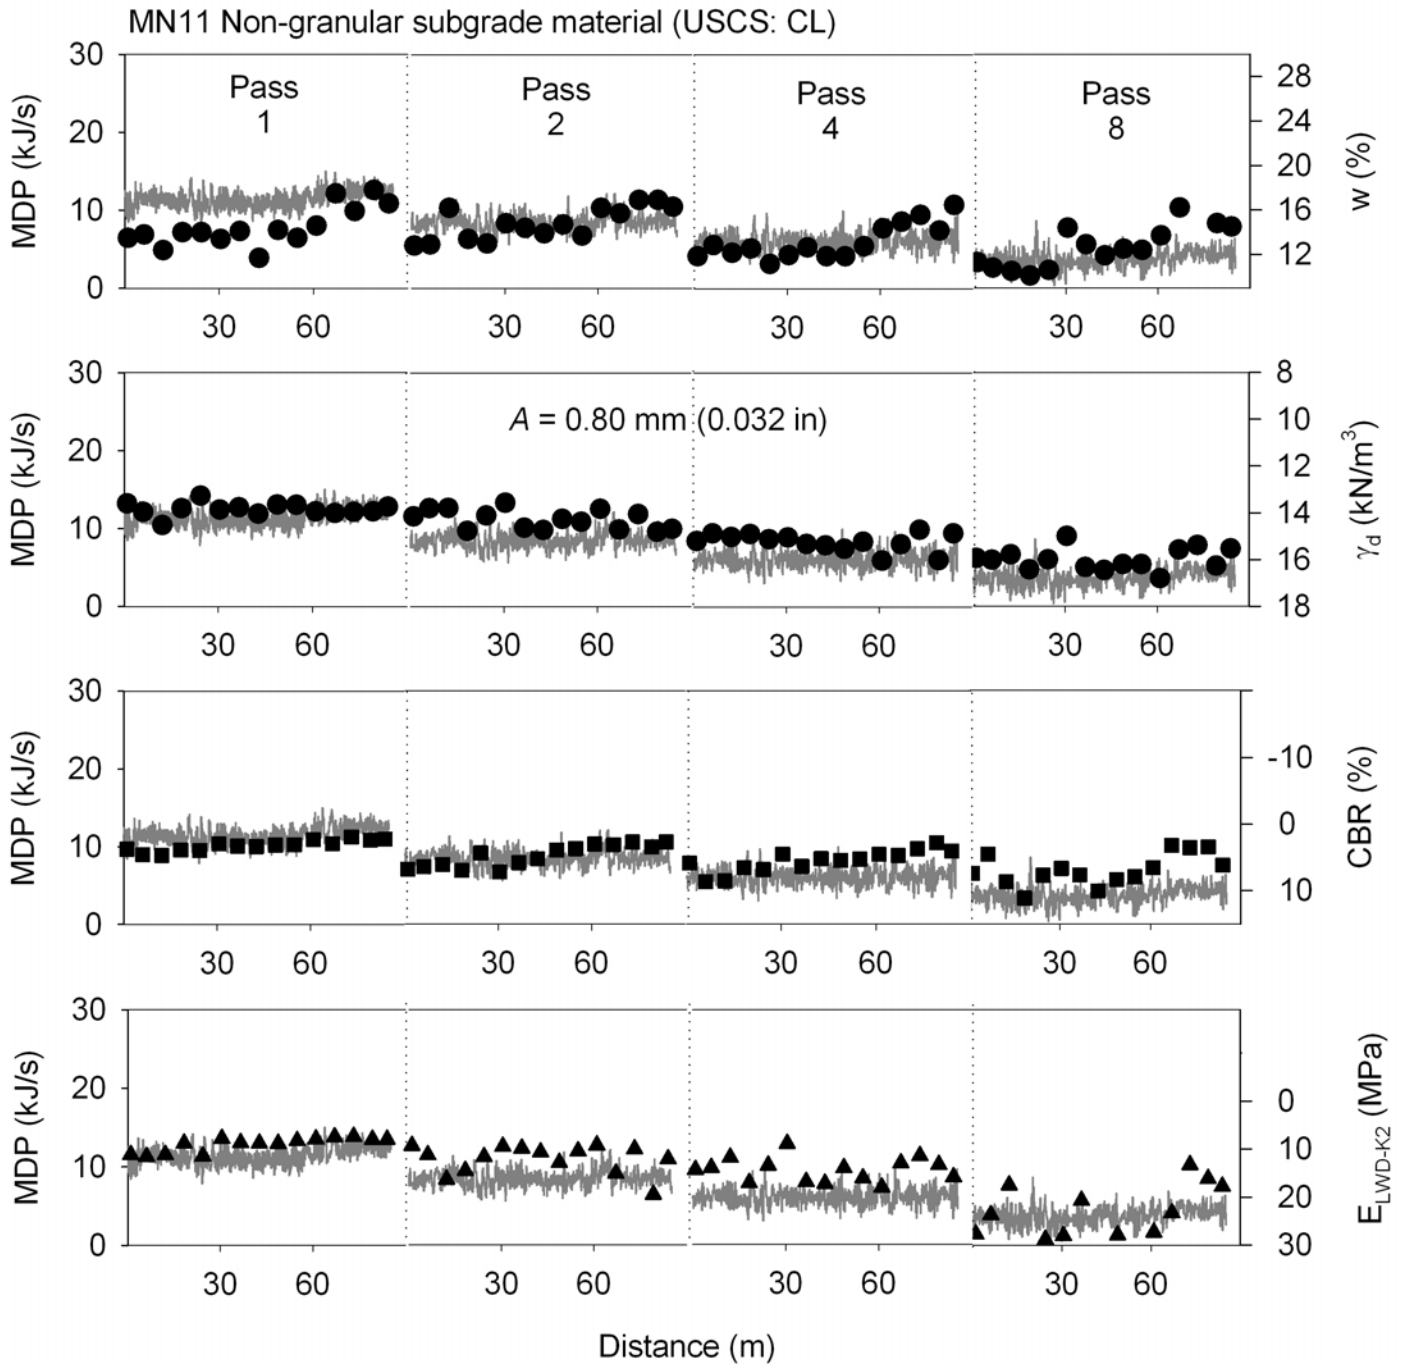 MN11 Non-granular subgrade material (USCS: CL)
30
20
10
0
MDP (kJ/s)
Pass
1
Pass
2
Pass
4
Pass
8
28
24
20
16
12
w (%)
30 60 30 60 30 60 30 60
30
20
10
0
MDP (kJ/s)
A = 0.80 mm (0.032 in)
8
10
12
14
16
18
γd (kN/m³)
30 60 30 60 30 60 30 60
30
20
10
0
MDP (kJ/s)
-10
0
10
CBR (%)
30 60 30 60 30 60 30 60
30
20
10
0
MDP (kJ/s)
0
10
20
30
ELWD-K2 (MPa)
30 60 30 60 30 60 30 60
Distance (m)